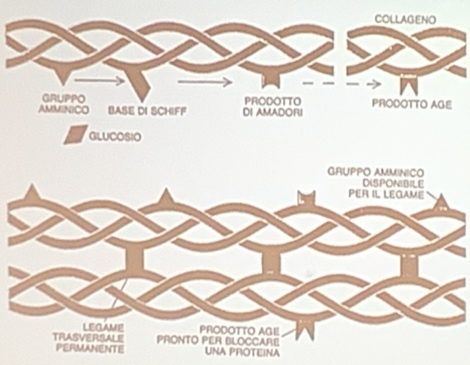 COLLAGENO
GRUPPO
AMMINICO
BASE DI SCHIFF
PRODOTTO
DI AMADORI
PRODOTTO AGE
GLUCOSIO
GRUPPO AMMINICO
DISPONIBILE
PER IL LEGAME
LEGAME
TRASVERSALE
PERMANENTE
PRODOTTO AGE
PRONTO PER BLOCCARE
UNA PROTEINA